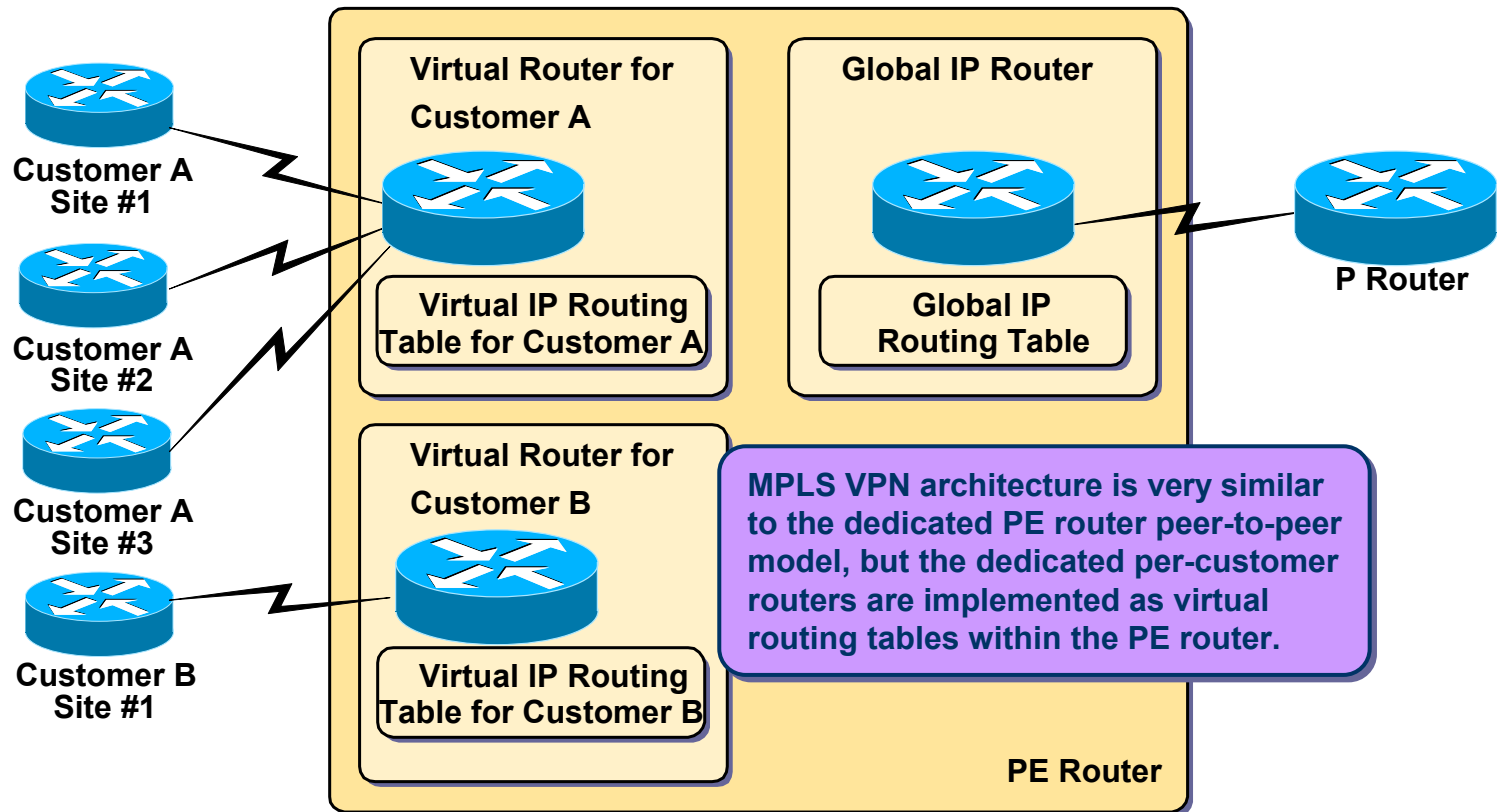 Customer A
Site #1
Customer A
Site #2
Customer A
Site #3
Customer B
Site #1
Virtual Router for
Customer A
Virtual IP Routing
Table for Customer A
Virtual Router for
Customer B
Virtual IP Routing
Table for Customer B
Global IP Router
Global IP
Routing Table
MPLS VPN architecture is very similar
to the dedicated PE router peer-to-peer
model, but the dedicated per-customer
routers are implemented as virtual
routing tables within the PE router.
PE Router
P Router